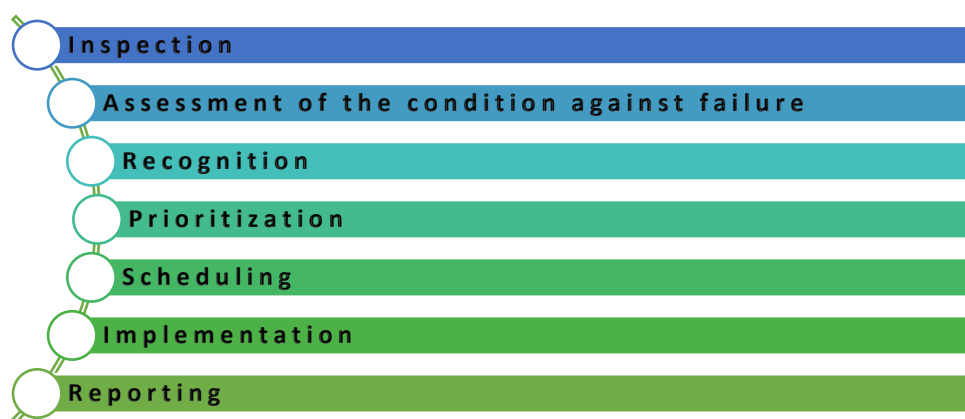 Inspection
Assessment of the condition against failure
Recognition
Prioritization
Scheduling
Implementation
Reporting